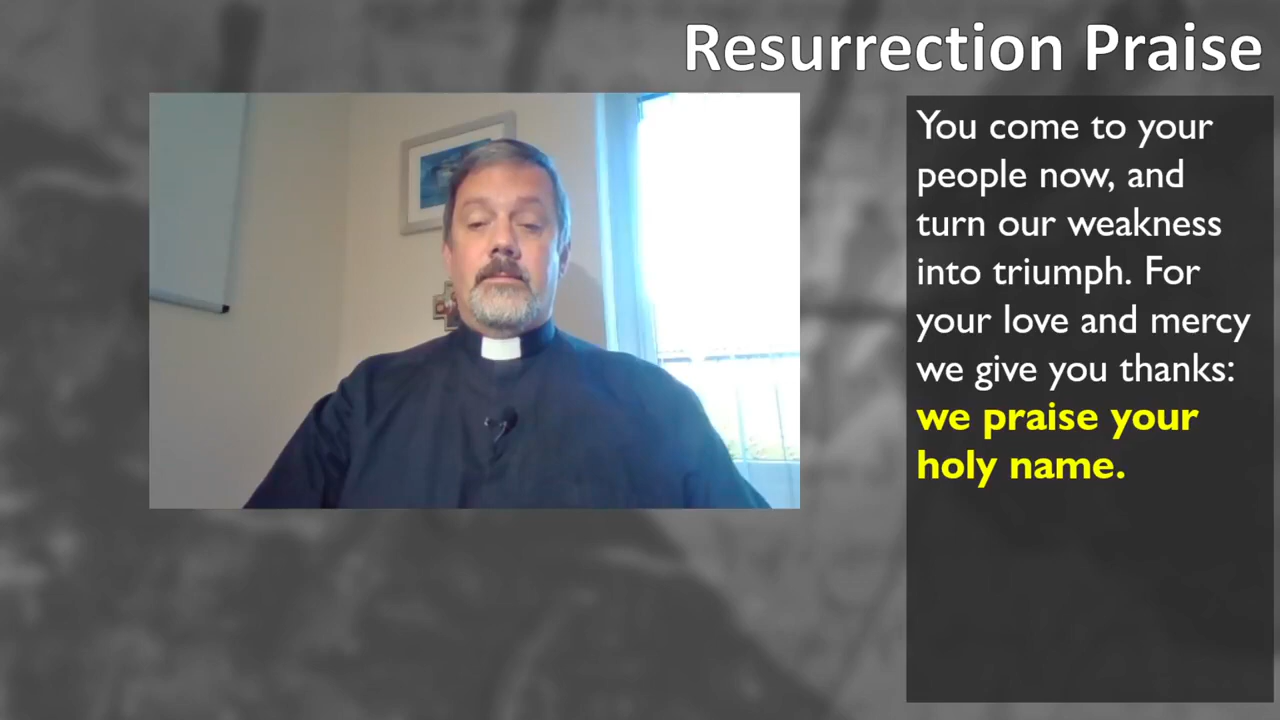 Resurrection Praise
You come to your
people now, and
turn our weakness
into triumph. For
your love and mercy
we give you thanks:
we praise your
holy name.